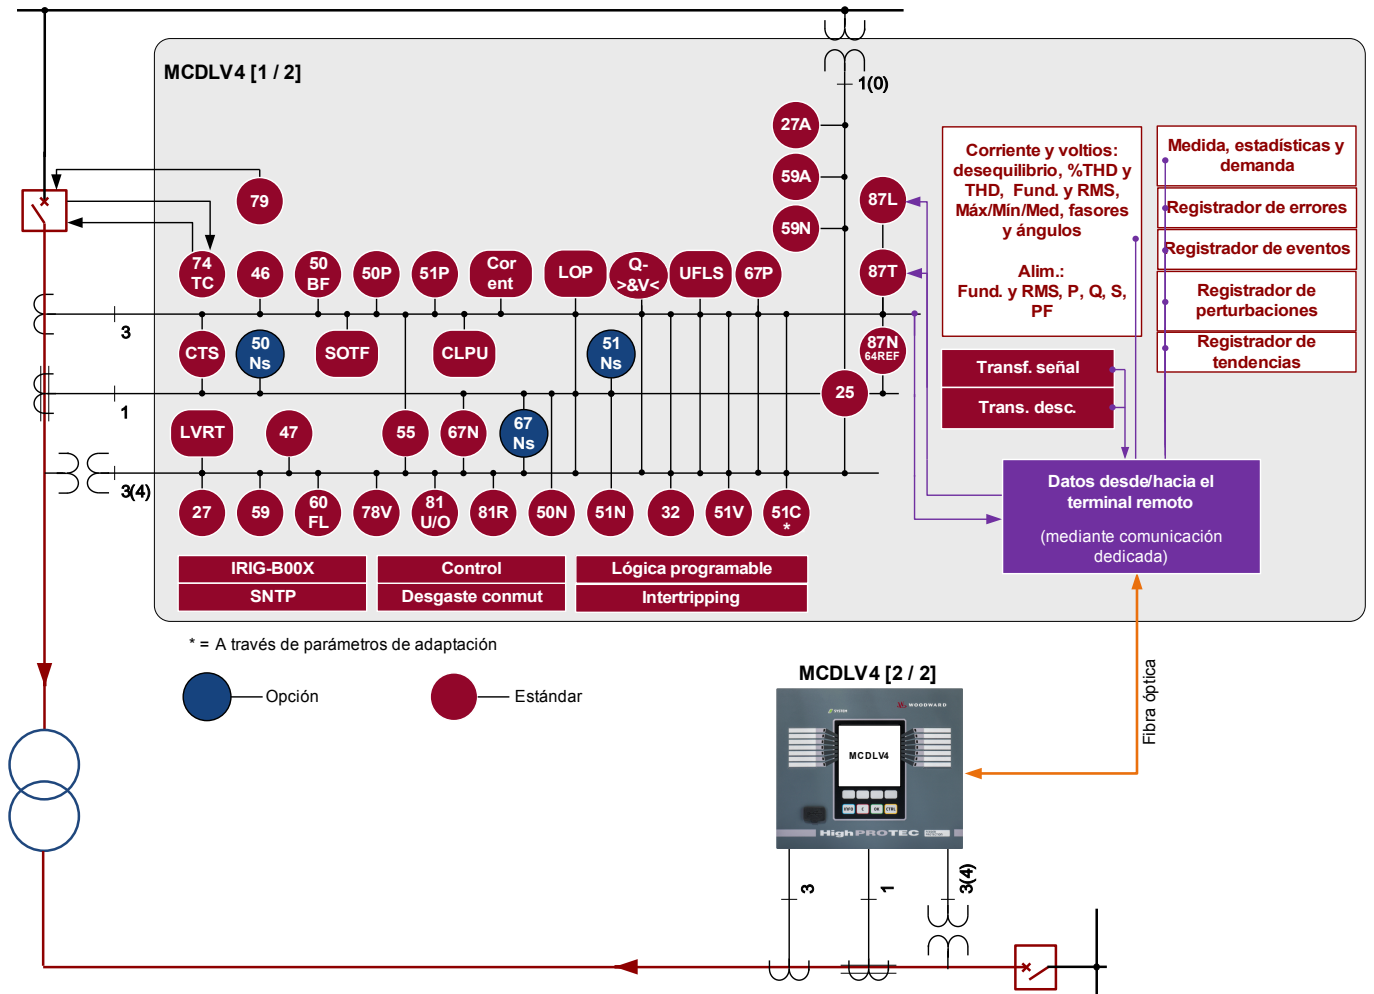 MCDLV4 [1 / 2]
1(0)
27A
59A
59N
79
87L
87T
87N
64REF
25
Corriente y voltios:
desequilibrio, %THD y
THD, Fund. y RMS,
Máx/Mín/Med, fasores
y ángulos
Alim.:
Fund. y RMS, P, Q, S,
PF
Medida, estadísticas y
demanda
Registrador de errores
Registrador de eventos
Registrador de
perturbaciones
Registrador de
tendencias
74
TC
46
50
BF
50P
51P
Cor
ent
LOP
Q-
>&V<
UFLS
67P
3
CTS
50
Ns
SOTF
CLPU
51
Ns
1
Transf. señal
Trans. desc.
LVRT
47
55
67N
67
Ns
3(4)
27
59
60
FL
78V
81
U/O
81R
50N
51N
32
51V
51C
*
Datos desde/hacia el
terminal remoto
(mediante comunicación
dedicada)
IRIG-B00X
Control
Lógica programable
SNTP
Desgaste conmut
Intertripping
* = A través de parámetros de adaptación
Opción
Estándar
Fibra óptica
MCDLV4 [2 / 2]
SYSTEM
WOODWARD
MCDLV4
INFO
C
OK
CTRL
HighPROTEC
3
1
3(4)